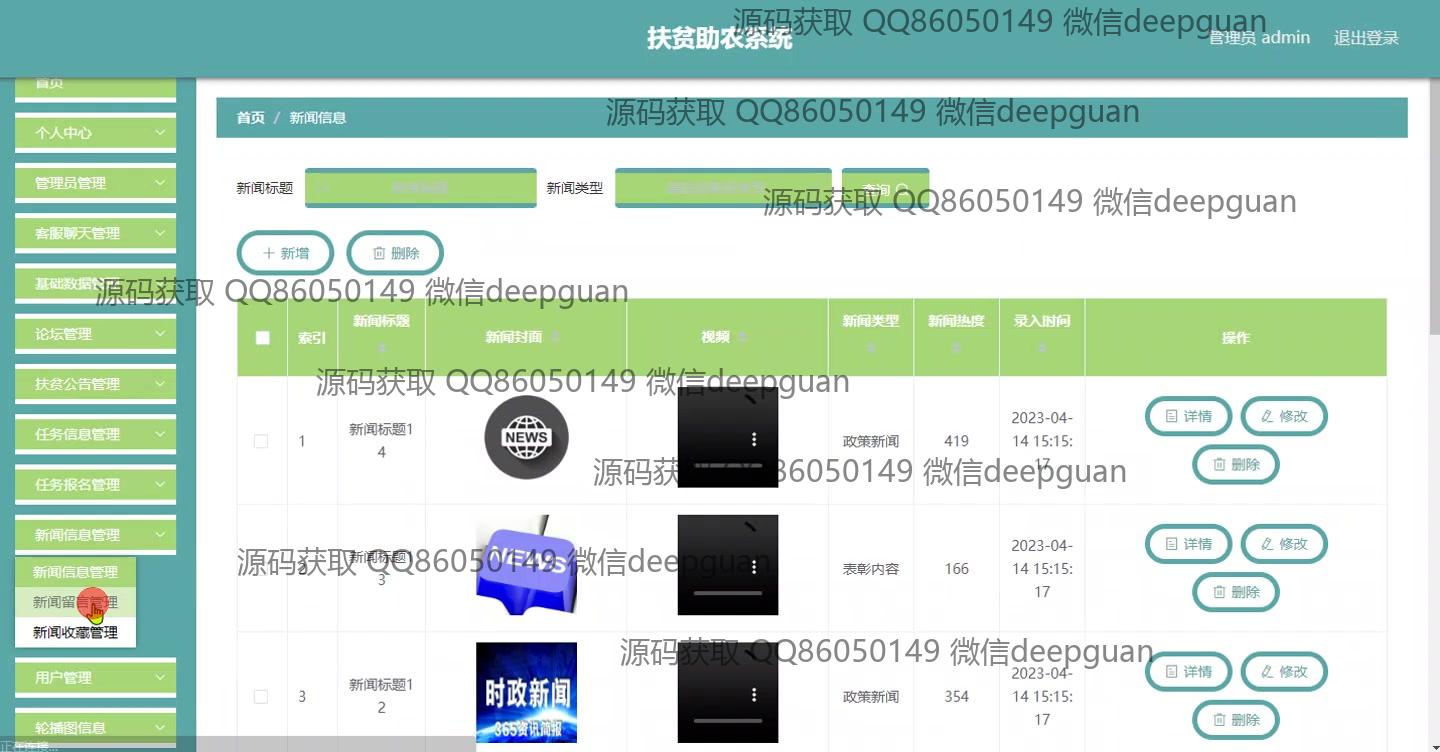 扶贫助农系统
管理员 admin
退出登录
源码获取 QQ86050149 微信deepguan
首页
个人中心
管理员管理
客服聊天管理
基础数据管理
论坛管理
扶贫公告管理
任务信息管理
任务报名管理
新闻信息管理
新闻信息管理
新闻留言管理
新闻收藏管理
用户管理
轮播图信息
正在连接...
首页 / 新闻信息
源码获取 QQ86050149 微信deepguan
新闻标题
新闻标题
新闻类型
查询
源码获取 QQ86050149 微信deepguan
新增
删除
源码获取 QQ86050149 微信deepguan
索引
新闻标题
新闻封面
视频
新闻类型
新闻热度
录入时间
操作
源码获取 QQ86050149 微信deepguan
1
新闻标题1
4
NEWS
政策新闻
419
2023-04-
14 15:15:
17
详情
修改
删除
源码获取 QQ86050149 微信deepguan
2
新闻标题1
3
NEWS
表彰内容
166
2023-04-
14 15:15:
17
详情
修改
删除
源码获取 QQ86050149 微信deepguan
3
新闻标题1
2
时政新闻
365资讯简报
政策新闻
354
2023-04-
14 15:15:
17
详情
修改
删除
源码获取 QQ86050149 微信deepguan